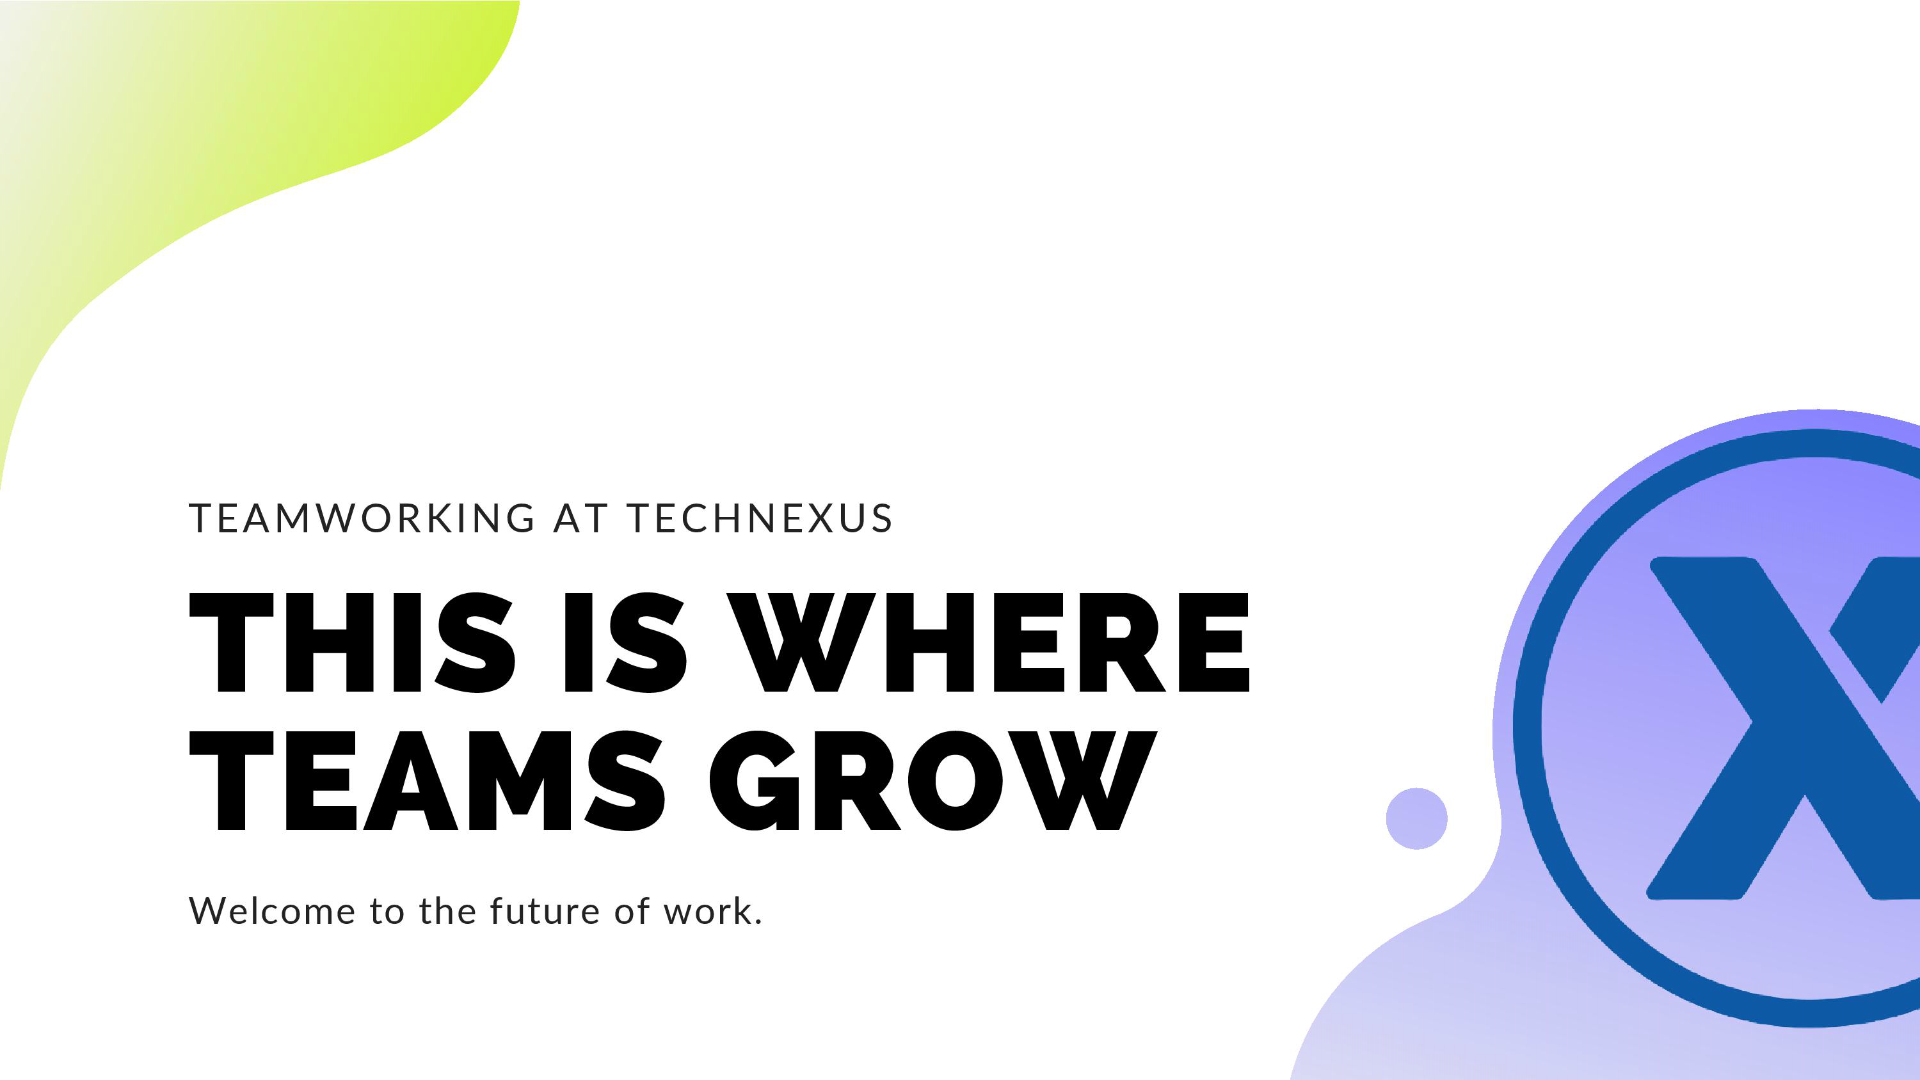 TEAMWORKING AT TECHNEXUS
THIS IS WHERE
TEAMS GROW
Welcome to the future of work.
X